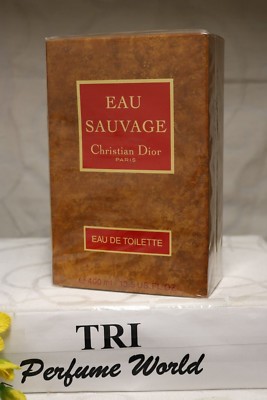 EAU
SAUVAGE
Christian Dior
PARIS
EAU DE TOILETTE
TRI
Perfume World